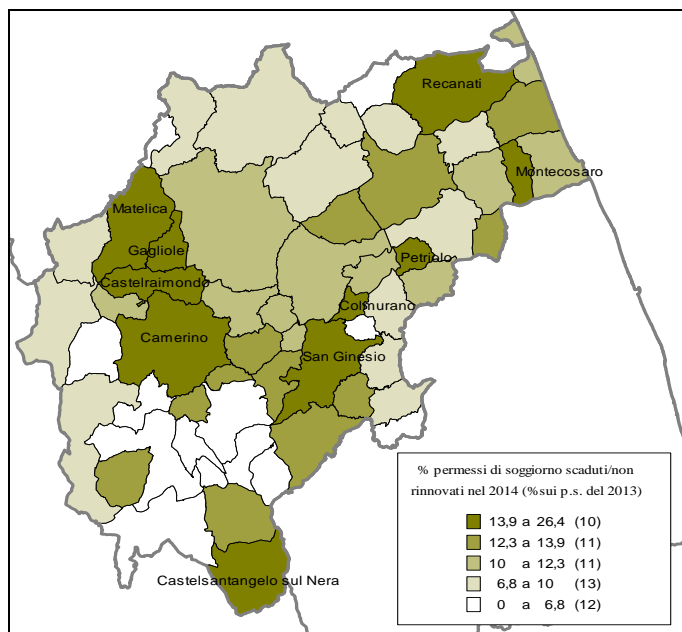 Recanati
Montecosaro
Matelica
Gagliole
Petriolo
Castelraimondo
Colmurano
Camerino
San Ginesio
% permessi di soggiorno scaduti/non
rinnovati nel 2014 (%sui p.s. del 2013)
13,9 a 26,4 (10)
12,3 a 13,9 (11)
10 a 12,3 (11)
6,8 a 10 (13)
0 a 6,8 (12)
Castelsantangelo sul Nera